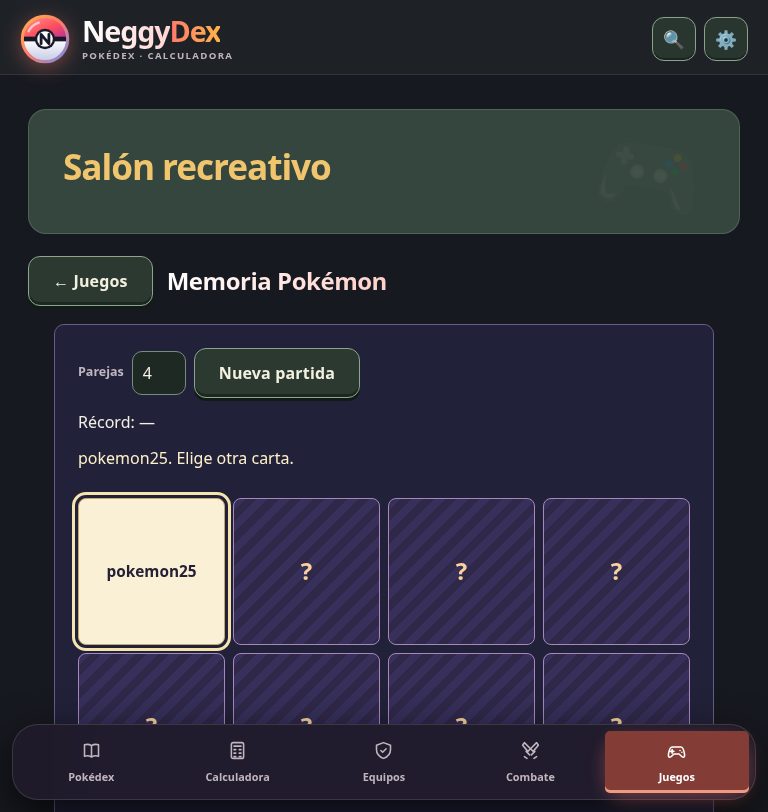 NeggyDex
POKÉDEX · CALCULADORA
Salón recreativo
← Juegos
Memoria Pokémon
Parejas
4
Nueva partida
Récord: —
pokemon25. Elige otra carta.
pokemon25
?
?
?
?
?
?
?
Pokédex
Calculadora
Equipos
Combate
Juegos